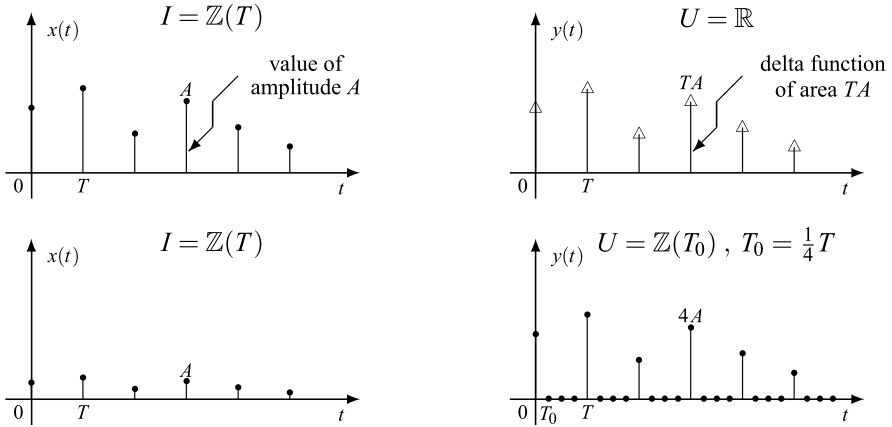 I = ℤ(T)
x(t)
value of
amplitude A
A
0
T
t
U = ℝ
y(t)
delta function
of area TA
TA
0
T
t
I = ℤ(T)
x(t)
A
0
T
t
U = ℤ(T₀) , T₀ = ¼T
y(t)
4A
0
T₀
T
t